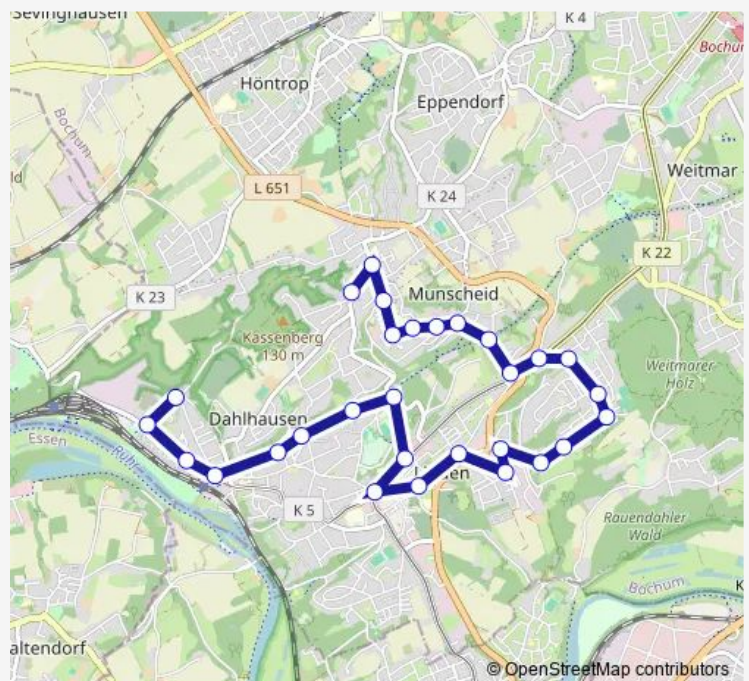 Sevinghausen
K 4
Bochum
Höntrop
Eppendorf
Bochum
Weitmar
L 651
K 24
K 22
K 23
Munscheid
Kassenberg
130 m
Weitmarer
Holz
Dahlhausen
Essen
Ruhr
K 5
Rauendahler
Wald
Bochum
K
altendorf
© OpenStreetMap contributors